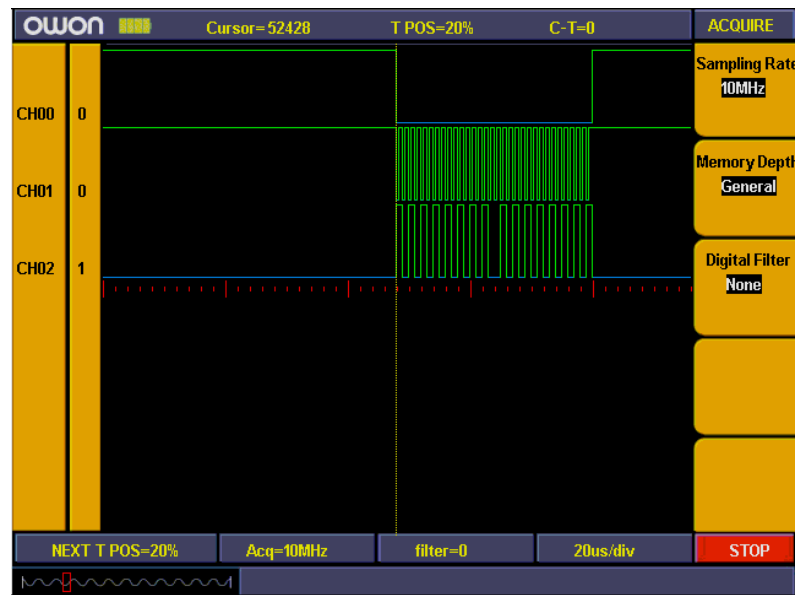 owon Cursor=52428 T POS=20% C-T=0 ACQUIRE
Sampling Rate
10MHz
CH00 0
Memory Depth
General
CH01 0
Digital Filter
None
CH02 1
NEXT T POS=20% Acq=10MHz filter=0 20us/div STOP